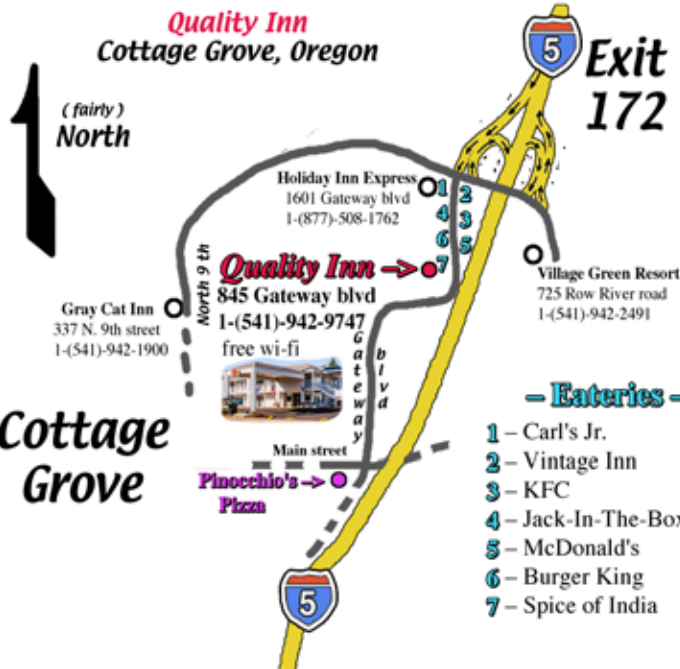 Quality Inn
Cottage Grove, Oregon
5
Exit
172
( fairly )
North
Holiday Inn Express
1601 Gateway blvd
1-(877)-508-1762
1
2
4
3
6
5
7
North 9 th
Quality Inn –>
845 Gateway blvd
1-(541)-942-9747
free wi-fi
Village Green Resort
725 Row River road
1-(541)-942-2491
Gray Cat Inn
337 N. 9th street
1-(541)-942-1900
Gateway
blvd
Cottage
Grove
Main street
Pinocchio's –>
Pizza
– Eateries –
1 – Carl's Jr.
2 – Vintage Inn
3 – KFC
4 – Jack-In-The-Box
5 – McDonald's
6 – Burger King
7 – Spice of India
5